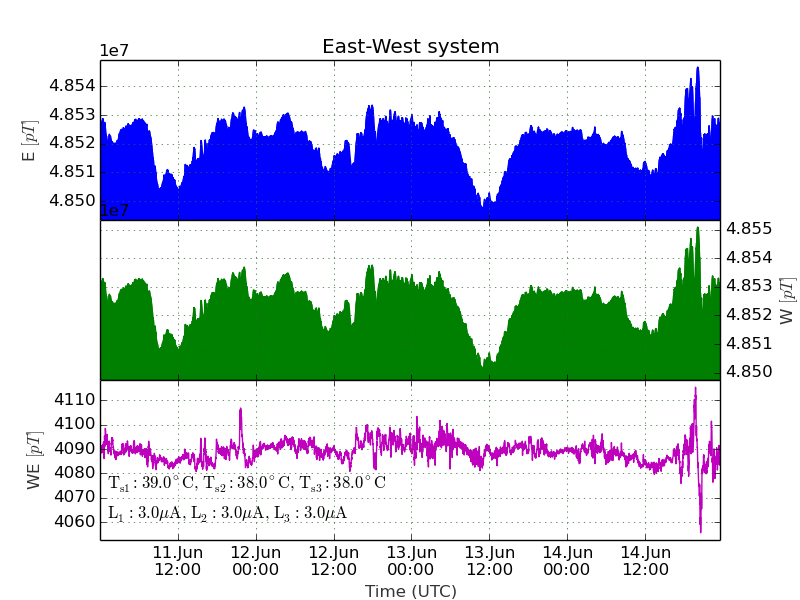 East-West system
1e7
4.854
4.853
4.852
4.851
4.850
E [pT]
1e7
4.855
4.854
4.853
4.852
4.851
4.850
W [pT]
4110
4100
4090
4080
4070
4060
WE [pT]
T_s1 : 39.0°C, T_s2 : 38.0°C, T_s3 : 38.0°C
L_1 : 3.0μA, L_2 : 3.0μA, L_3 : 3.0μA
11.Jun 12.Jun 12.Jun 13.Jun 13.Jun 14.Jun 14.Jun
12:00 00:00 12:00 00:00 12:00 00:00 12:00
Time (UTC)